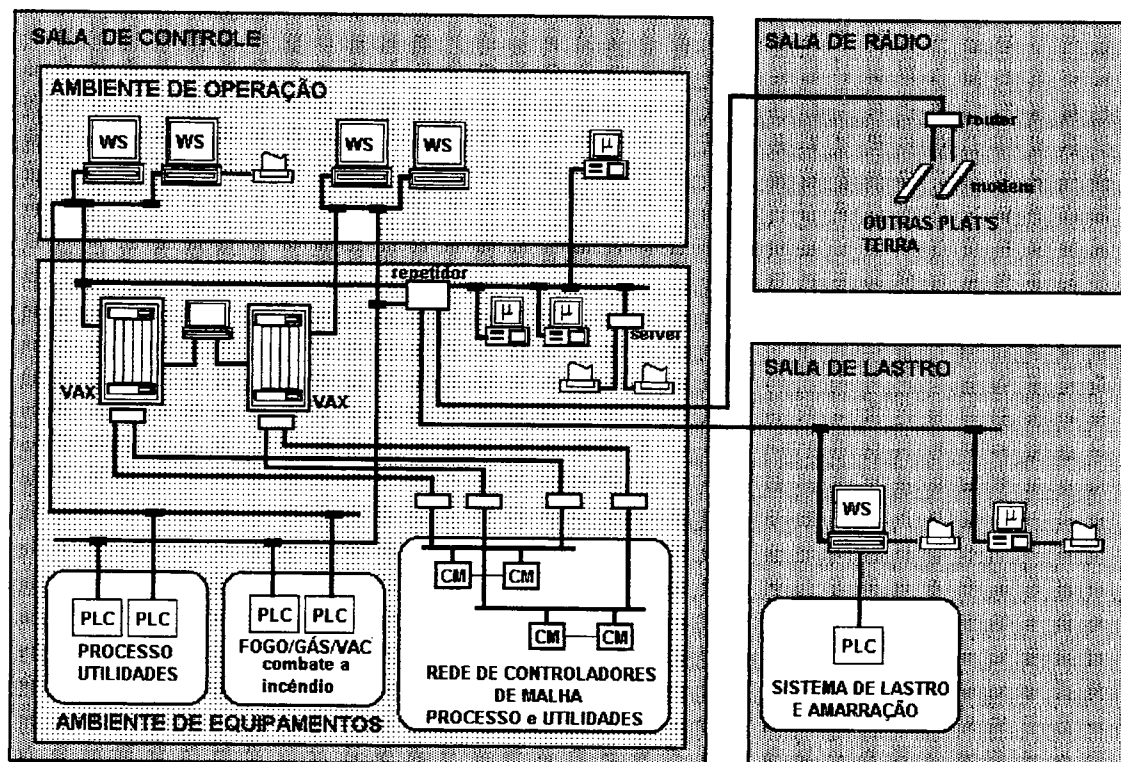 SALA DE CONTROLE
AMBIENTE DE OPERAÇÃO
WS
WS
WS
WS
µ
repetidor
µ
µ
server
VAX
VAX
CM
CM
CM
CM
PLC
PLC
PROCESSO
UTILIDADES
PLC
PLC
FOGO/GÁS/VAC
combate a
incéndio
REDE DE CONTROLADORES
DE MALHA
PROCESSO e UTILIDADES
AMBIENTE DE EQUIPAMENTOS
SALA DE RÁDIO
router
modem
OUTRAS PLAT'S
TERRA
SALA DE LASTRO
WS
µ
PLC
SISTEMA DE LASTRO
E AMARRAÇÃO